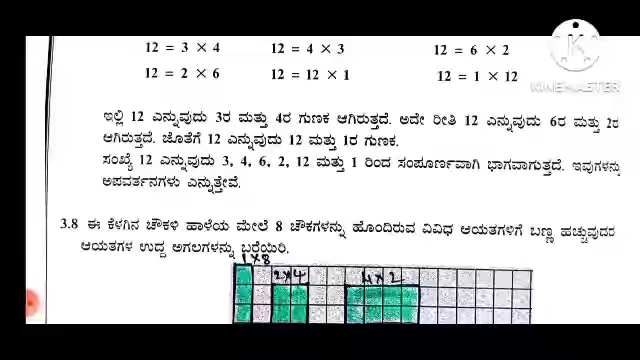 12 = 3 × 4 12 = 4 × 3 12 = 6 × 2
12 = 2 × 6 12 = 12 × 1 12 = 1 × 12
KINEMASTER
ಇಲ್ಲಿ 12 ಎನ್ನುವುದು 3ರ ಮತ್ತು 4ರ ಗುಣಕ ಆಗಿರುತ್ತದೆ. ಅದೇ ರೀತಿ 12 ಎನ್ನುವುದು 6ರ ಮತ್ತು 2ರ
ಆಗಿರುತ್ತದೆ. ಜೊತೆಗೆ 12 ಎನ್ನುವುದು 12 ಮತ್ತು 1ರ ಗುಣಕ.
ಸಂಖ್ಯೆ 12 ಎನ್ನುವುದು 3, 4, 6, 2, 12 ಮತ್ತು 1 ರಿಂದ ಸಂಪೂರ್ಣವಾಗಿ ಭಾಗವಾಗುತ್ತದೆ. ಇವುಗಳನ್ನು
ಅಪವರ್ತನಗಳು ಎನ್ನುತ್ತೇವೆ.
3.8 ಈ ಕೆಳಗಿನ ಚೌಕಳಿ ಹಾಳೆಯ ಮೇಲೆ 8 ಚೌಕಗಳನ್ನು ಹೊಂದಿರುವ ವಿವಿಧ ಆಯತಗಳಿಗೆ ಬಣ್ಣ ಹಚ್ಚುವುದರ
ಆಯತಗಳ ಉದ್ದ ಅಗಲಗಳನ್ನು ಬರೆಯಿರಿ.
1×8
2×4 4×2